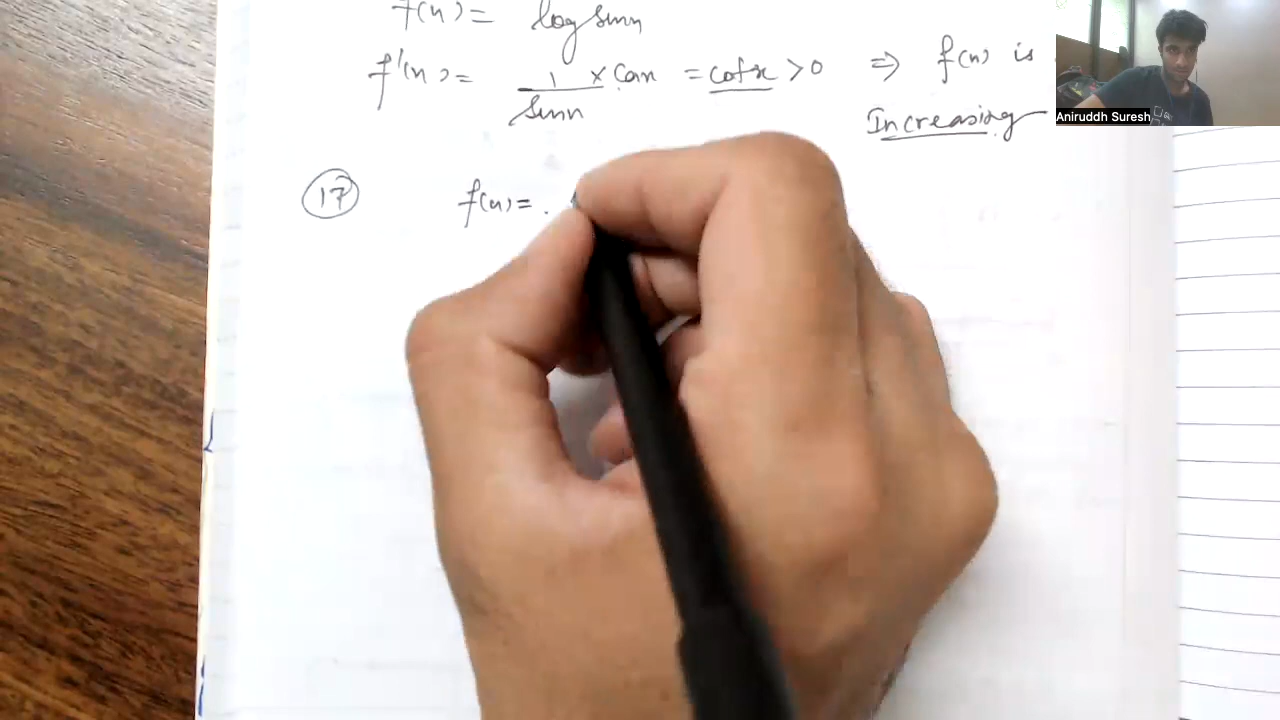 f(x) = log sinx
f'(x) = 1/sinx × cosx = cotx > 0 ⇒ f(x) is
Increasing
Aniruddh Suresh
17 f(x) = .